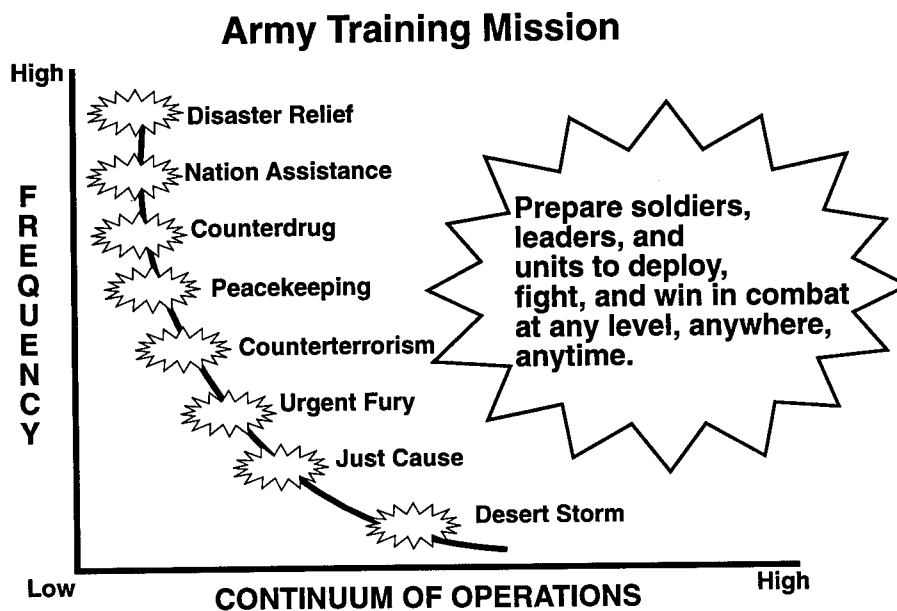 Army Training Mission
High
Disaster Relief
Nation Assistance
Counterdrug
Peacekeeping
Counterterrorism
Urgent Fury
Just Cause
Desert Storm
FREQUENCY
Prepare soldiers,
leaders, and
units to deploy,
fight, and win in combat
at any level, anywhere,
anytime.
Low
CONTINUUM OF OPERATIONS
High